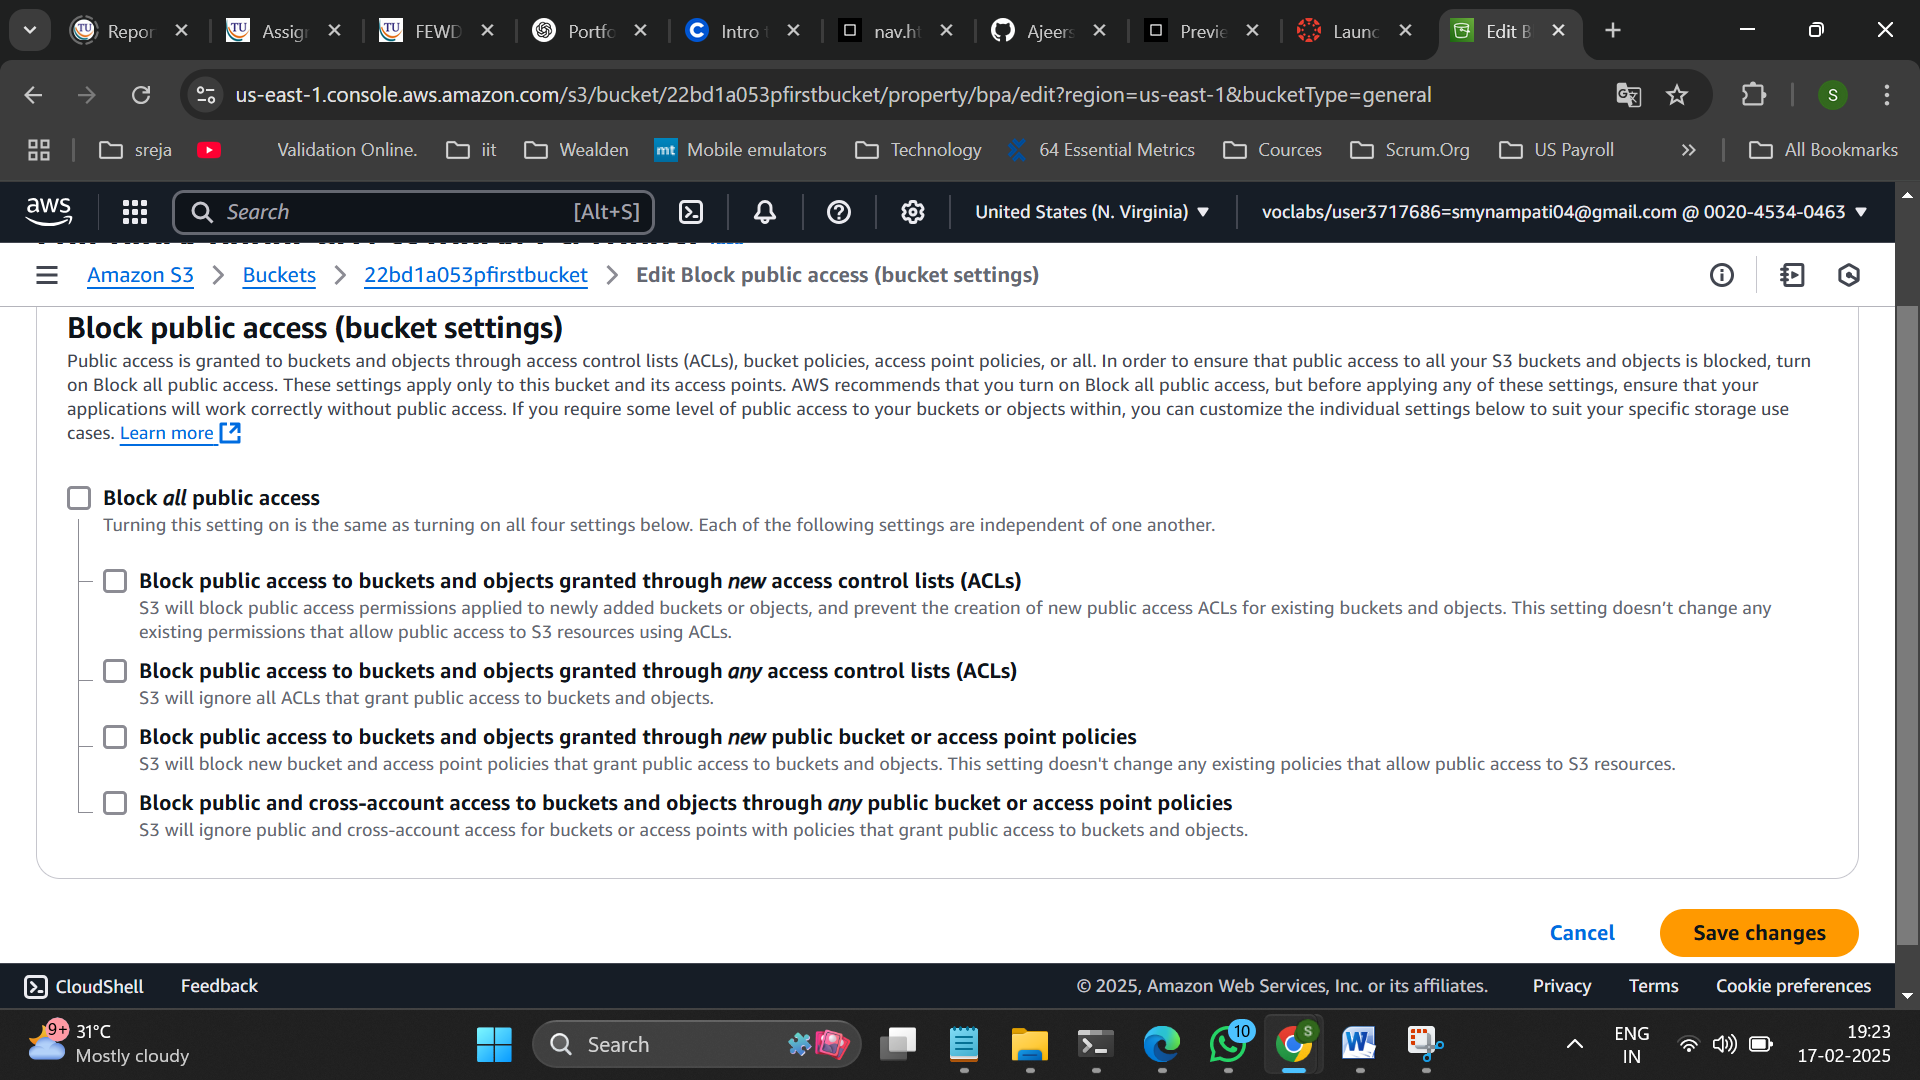 Repor
Assign
FEWD
Portfo
Intro t
nav.ht
Ajeers
Previe
Launc
Edit B
us-east-1.console.aws.amazon.com/s3/bucket/22bd1a053pfirstbucket/property/bpa/edit?region=us-east-1&bucketType=general
S
sreja
Validation Online.
iit
Wealden
mt Mobile emulators
Technology
64 Essential Metrics
Cources
Scrum.Org
US Payroll
»
All Bookmarks
aws
Search [Alt+S]
United States (N. Virginia) ▼
voclabs/user3717686=smynampati04@gmail.com @ 0020-4534-0463 ▼
Amazon S3 > Buckets > 22bd1a053pfirstbucket > Edit Block public access (bucket settings)
Block public access (bucket settings)
Public access is granted to buckets and objects through access control lists (ACLs), bucket policies, access point policies, or all. In order to ensure that public access to all your S3 buckets and objects is blocked, turn
on Block all public access. These settings apply only to this bucket and its access points. AWS recommends that you turn on Block all public access, but before applying any of these settings, ensure that your
applications will work correctly without public access. If you require some level of public access to your buckets or objects within, you can customize the individual settings below to suit your specific storage use
cases. Learn more
Block all public access
Turning this setting on is the same as turning on all four settings below. Each of the following settings are independent of one another.
Block public access to buckets and objects granted through new access control lists (ACLs)
S3 will block public access permissions applied to newly added buckets or objects, and prevent the creation of new public access ACLs for existing buckets and objects. This setting doesn’t change any
existing permissions that allow public access to S3 resources using ACLs.
Block public access to buckets and objects granted through any access control lists (ACLs)
S3 will ignore all ACLs that grant public access to buckets and objects.
Block public access to buckets and objects granted through new public bucket or access point policies
S3 will block new bucket and access point policies that grant public access to buckets and objects. This setting doesn't change any existing policies that allow public access to S3 resources.
Block public and cross-account access to buckets and objects through any public bucket or access point policies
S3 will ignore public and cross-account access for buckets or access points with policies that grant public access to buckets and objects.
Cancel
Save changes
CloudShell
Feedback
© 2025, Amazon Web Services, Inc. or its affiliates.
Privacy
Terms
Cookie preferences
9+
31°C
Mostly cloudy
Search
10
S
ENG
IN
19:23
17-02-2025